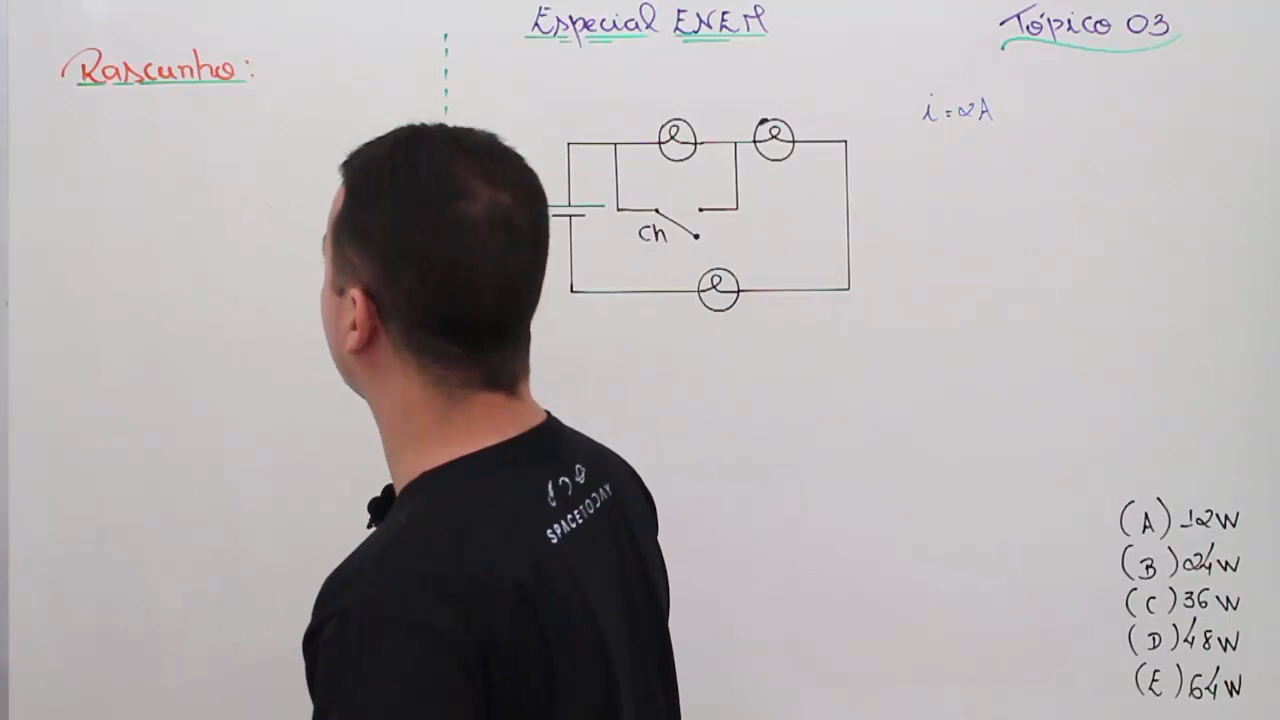 Especial ENEM
Tópico 03
Rascunho:
i = 2A
Ch
SPACETODAY
(A) 12W
(B) 24W
(C) 36W
(D) 48W
(E) 64W